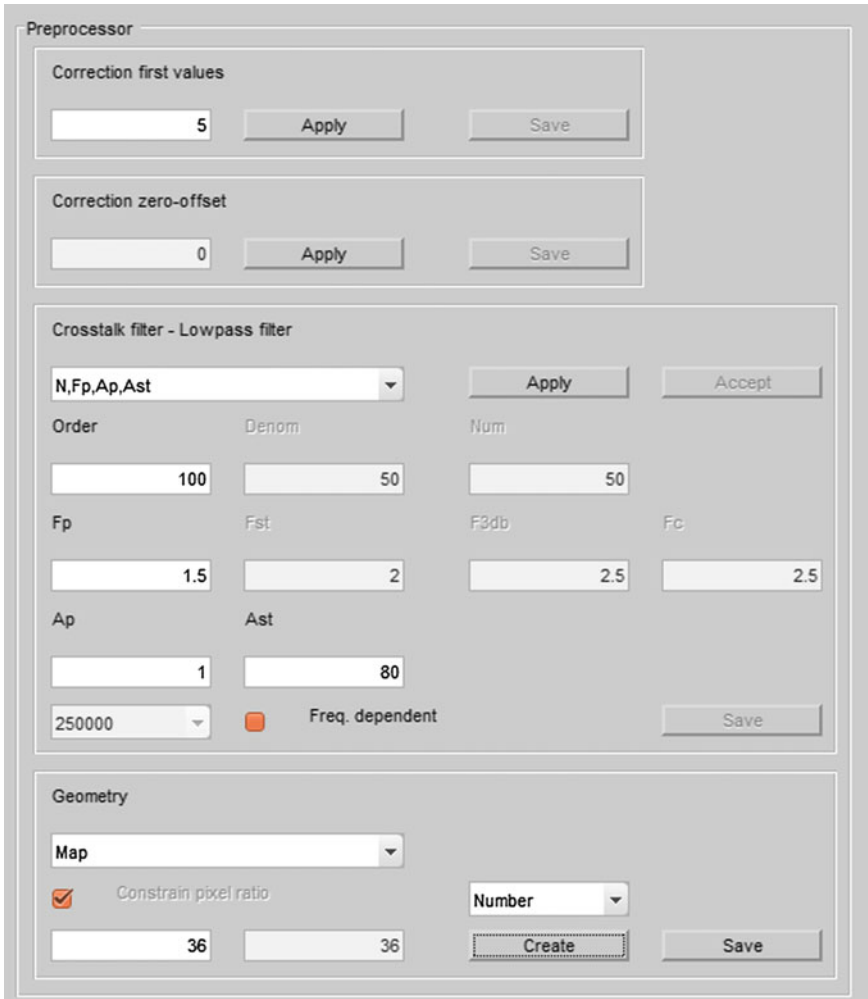 Preprocessor
Correction first values
5 Apply Save
Correction zero-offset
0 Apply Save
Crosstalk filter - Lowpass filter
N,Fp,Ap,Ast Apply Accept
Order Denom Num
100 50 50
Fp Fst F3db Fc
1.5 2 2.5 2.5
Ap Ast
1 80
250000 Freq. dependent Save
Geometry
Map
Constrain pixel ratio Number
36 36 Create Save